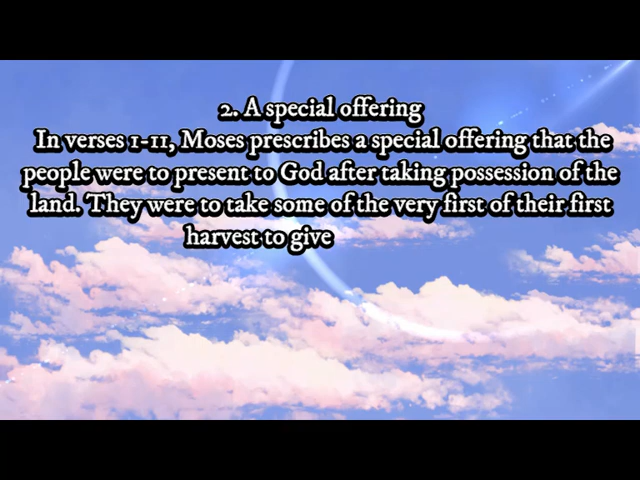 2. A special offering
In verses 1-11, Moses prescribes a special offering that the
people were to present to God after taking possession of the
land. They were to take some of the very first of their first
harvest to give